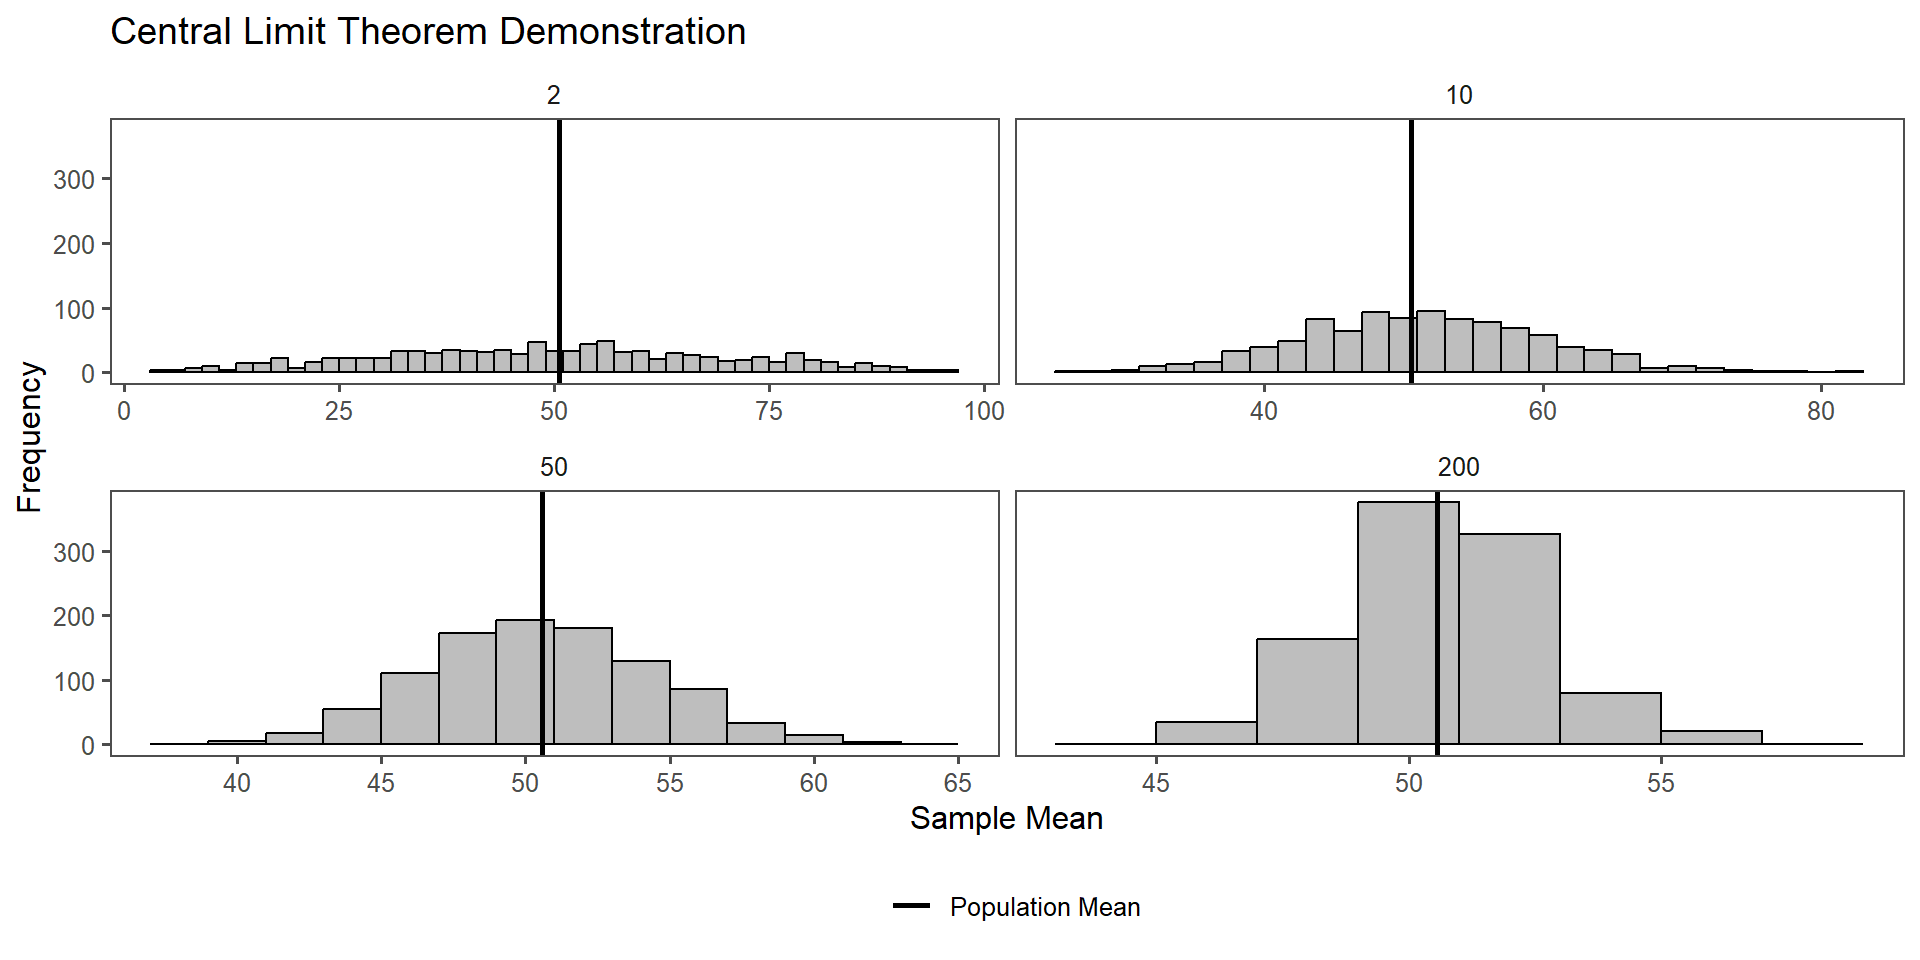 Central Limit Theorem Demonstration
2
10
300
200
100
0
0 25 50 75 100
40 60 80
Frequency
50
200
300
200
100
0
40 45 50 55 60 65
45 50 55
Sample Mean
Population Mean